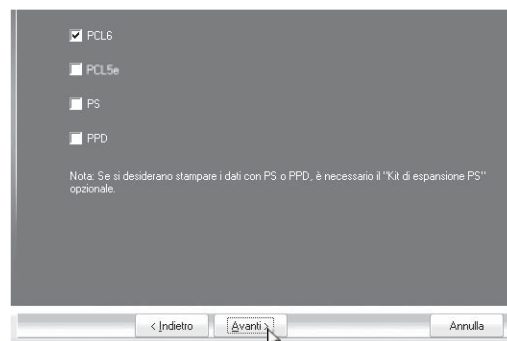 PCL6
PCL5e
PS
PPD
Nota: Se si desiderano stampare i dati con PS o PPD, è necessario il "Kit di espansione PS"
opzionale.
< Indietro Avanti > Annulla